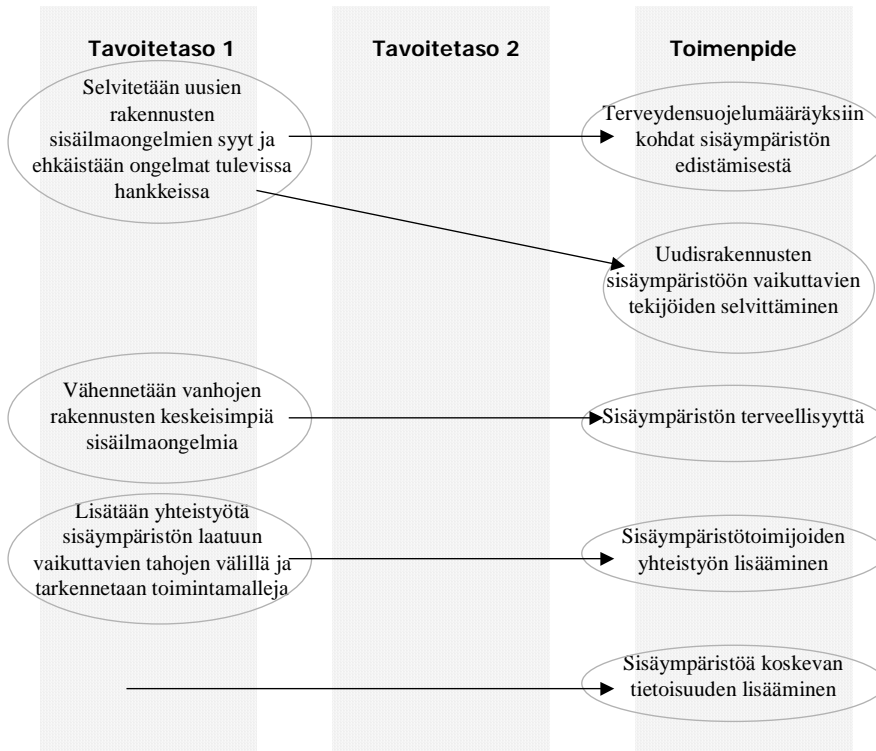 Tavoitetaso 1
Tavoitetaso 2
Toimenpide
Selvitetään uusien
rakennusten
sisäilmaongelmien syyt ja
ehkäistään ongelmat tulevissa
hankkeissa
Terveydensuojelumääräyksiin
kohdat sisäympäristön
edistämisestä
Uudisrakennusten
sisäympäristöön vaikuttavien
tekijöiden selvittäminen
Vähennetään vanhojen
rakennusten keskeisimpiä
sisäilmaongelmia
Sisäympäristön terveellisyyttä
Lisätään yhteistyötä
sisäympäristön laatuun
vaikuttavien tahojen välillä ja
tarkennetaan toimintamalleja
Sisäympäristötoimijoiden
yhteistyön lisääminen
Sisäympäristöä koskevan
tietoisuuden lisääminen